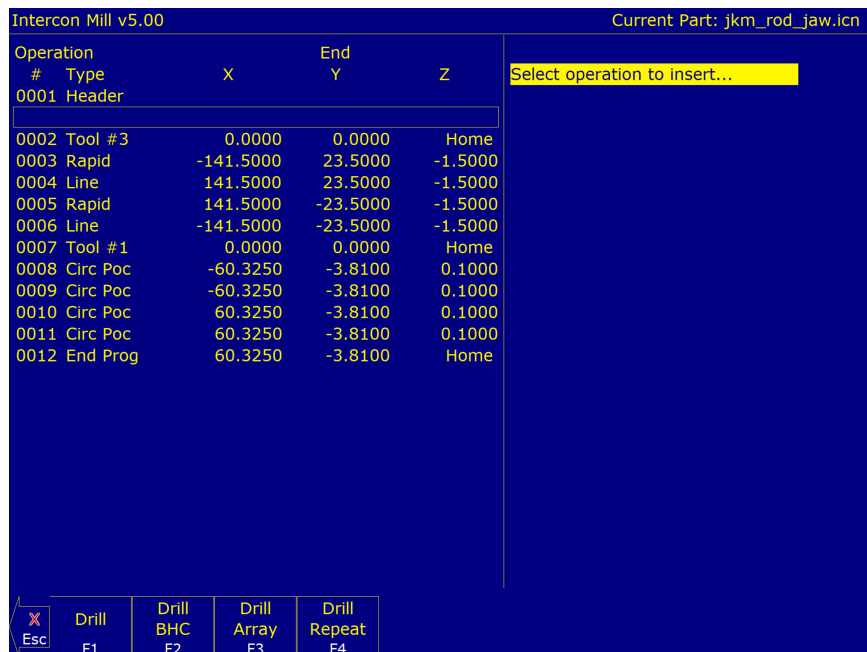 Intercon Mill v5.00 Current Part: jkm_rod_jaw.icn
Operation End
# Type X Y Z Select operation to insert...
0001 Header
0002 Tool #3 0.0000 0.0000 Home
0003 Rapid -141.5000 23.5000 -1.5000
0004 Line 141.5000 23.5000 -1.5000
0005 Rapid 141.5000 -23.5000 -1.5000
0006 Line -141.5000 -23.5000 -1.5000
0007 Tool #1 0.0000 0.0000 Home
0008 Circ Poc -60.3250 -3.8100 0.1000
0009 Circ Poc -60.3250 -3.8100 0.1000
0010 Circ Poc 60.3250 -3.8100 0.1000
0011 Circ Poc 60.3250 -3.8100 0.1000
0012 End Prog 60.3250 -3.8100 Home
X Drill Drill Drill Drill
BHC Array Repeat
Esc F1 F2 F3 F4